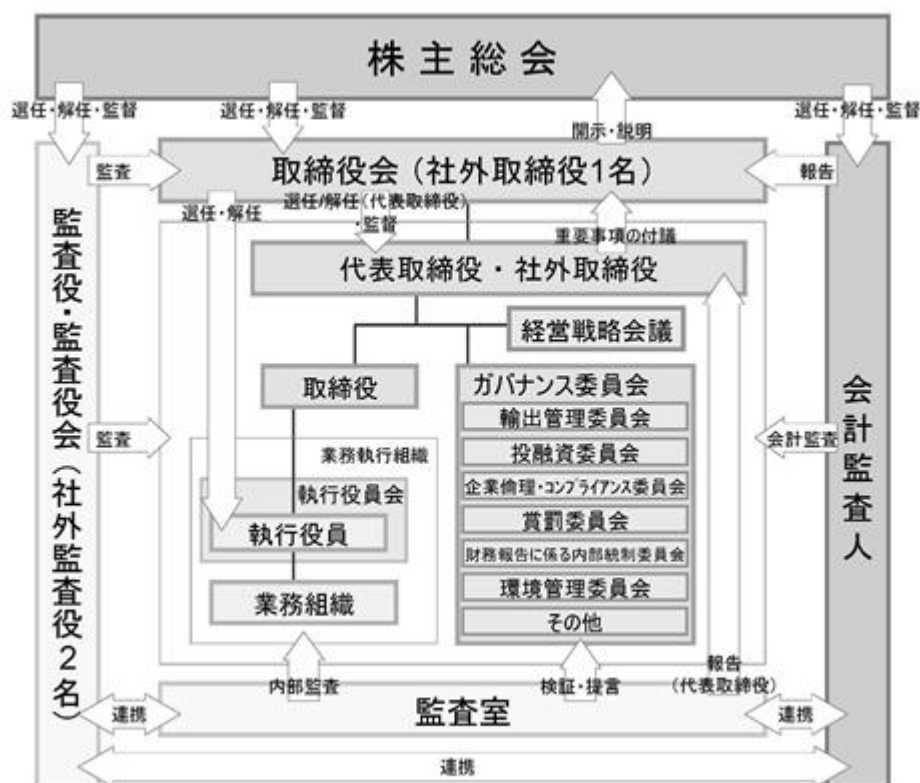 株主総会
選任・解任・監督
選任・解任・監督
開示・説明
選任・解任・監督
監査
取締役会（社外取締役1名）
報告
選任・解任
選任/解任（代表取締役）
・監督
重要事項の付議
代表取締役・社外取締役
監査役・監査役会（社外監査役2名）
会計監査人
経営戦略会議
取締役
ガバナンス委員会
輸出管理委員会
投融資委員会
企業倫理・コンプライアンス委員会
賞罰委員会
財務報告に係る内部統制委員会
環境管理委員会
その他
監査
会計監査
業務執行組織
執行役員会
執行役員
業務組織
内部監査
検証・提言
報告
（代表取締役）
連携
監査室
連携
連携